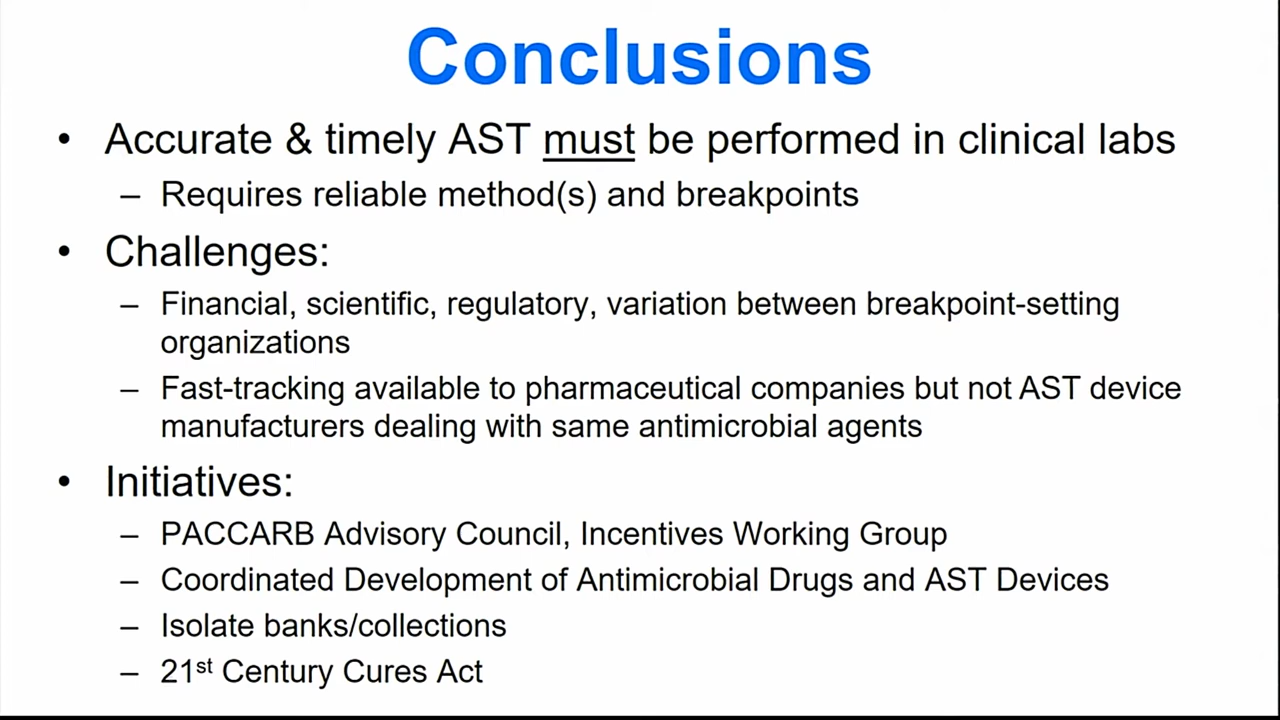 Conclusions
• Accurate & timely AST must be performed in clinical labs
– Requires reliable method(s) and breakpoints
• Challenges:
– Financial, scientific, regulatory, variation between breakpoint-setting
organizations
– Fast-tracking available to pharmaceutical companies but not AST device
manufacturers dealing with same antimicrobial agents
• Initiatives:
– PACCARB Advisory Council, Incentives Working Group
– Coordinated Development of Antimicrobial Drugs and AST Devices
– Isolate banks/collections
– 21st Century Cures Act